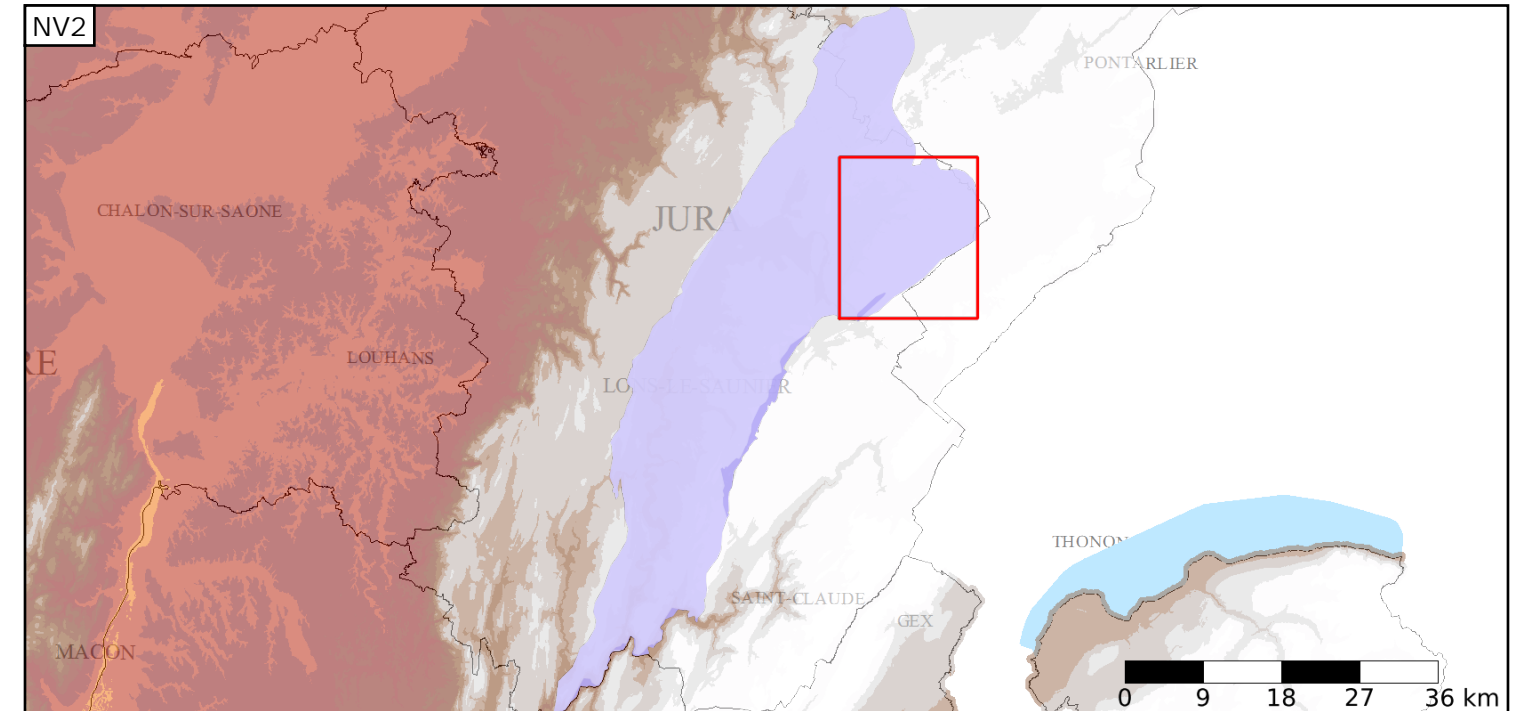 NV2
PONTARLIER
CHALON-SUR-SAONE
JURA
LOUHANS
RE
LONS-LE-SAUNIER
THONON
SAINT-CLAUDE
GEX
MACON
0 9 18 27 36 km